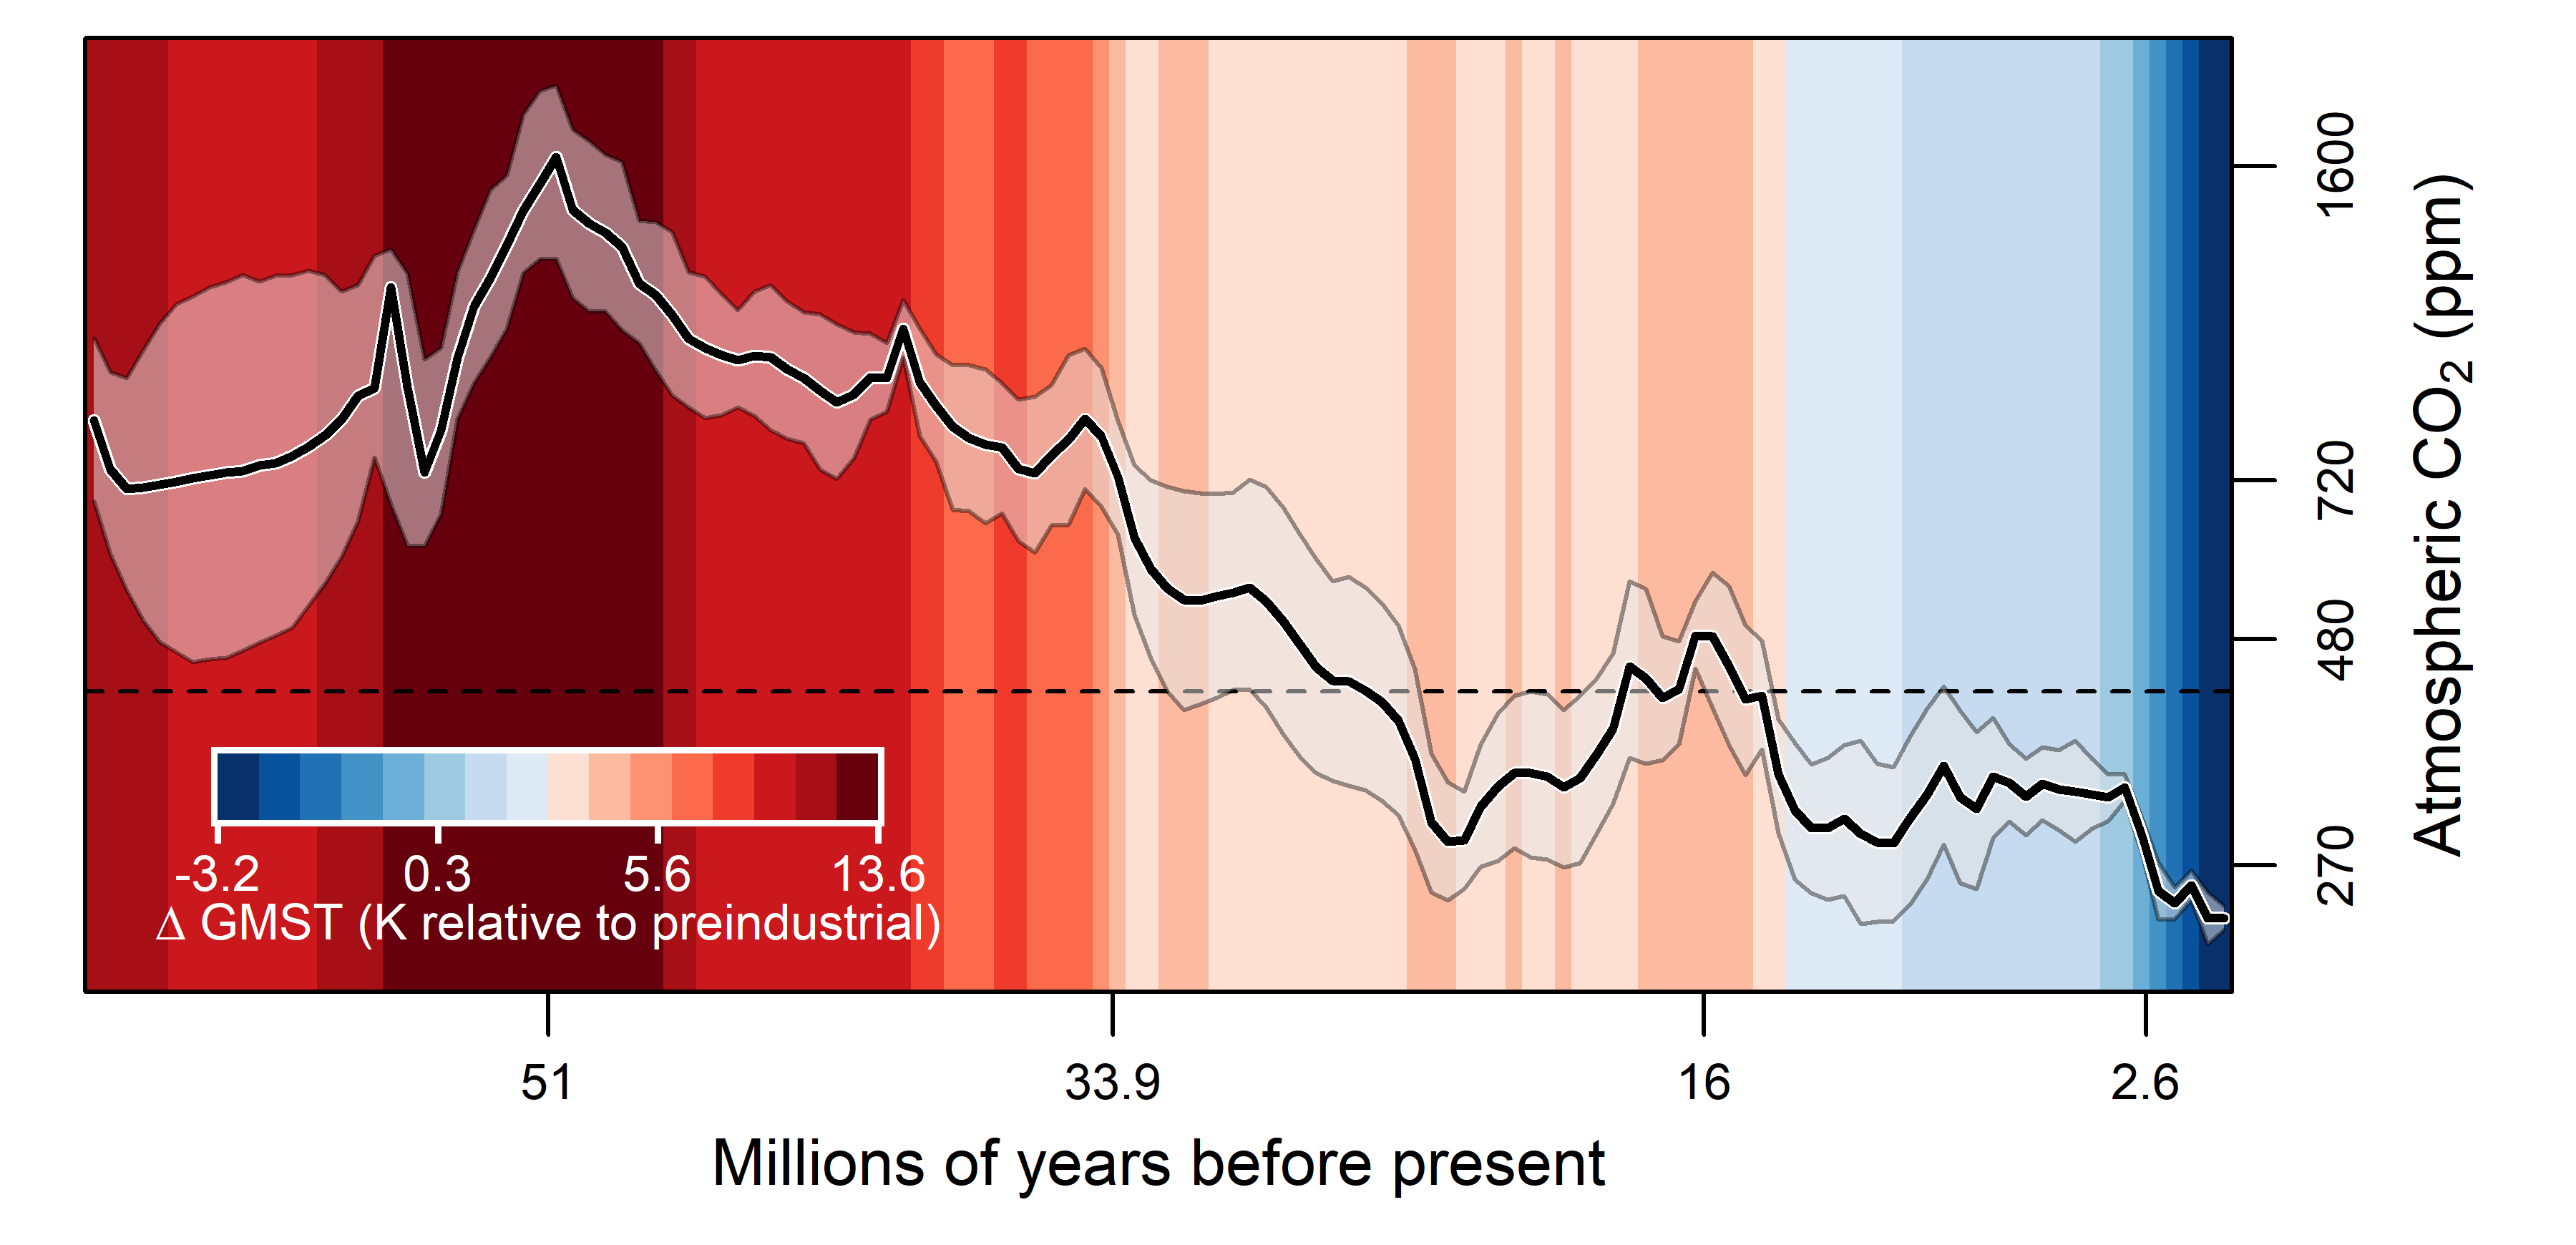 1600
720
480
270
Atmospheric CO₂ (ppm)
-3.2 0.3 5.6 13.6
Δ GMST (K relative to preindustrial)
51 33.9 16 2.6
Millions of years before present